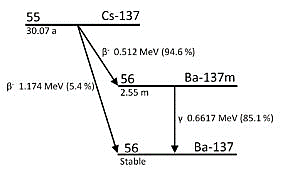 55 Cs-137
30.07 a
β- 0.512 MeV (94.6 %)
β- 1.174 MeV (5.4 %)
56 Ba-137m
2.55 m
γ 0.6617 MeV (85.1 %)
56 Ba-137
Stable